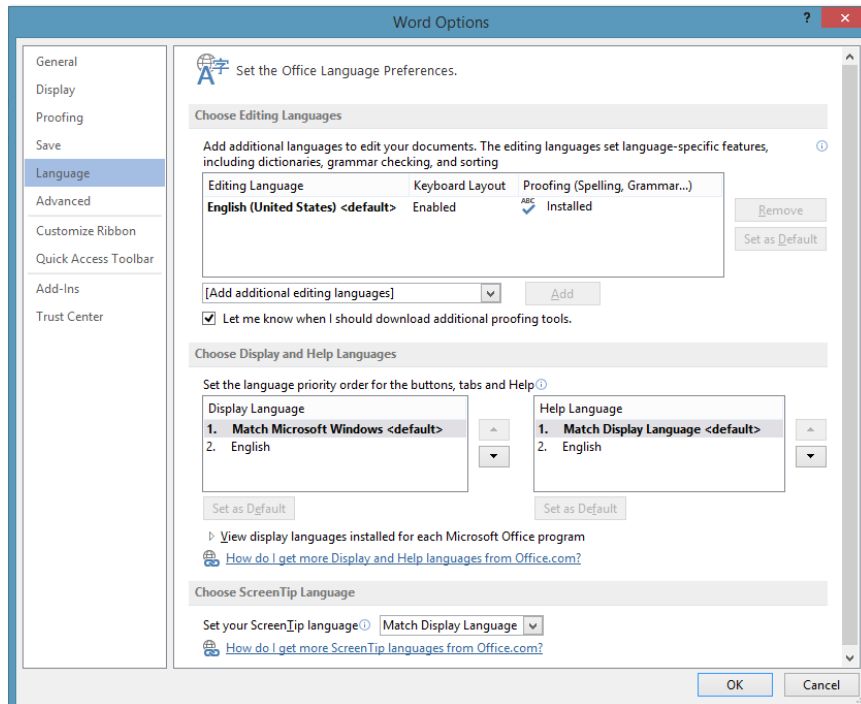 Word Options
?
×
General
Display
Proofing
Save
Language
Advanced
Customize Ribbon
Quick Access Toolbar
Add-Ins
Trust Center
A字 Set the Office Language Preferences.
Choose Editing Languages
Add additional languages to edit your documents. The editing languages set language-specific features,
including dictionaries, grammar checking, and sorting
Editing Language Keyboard Layout Proofing (Spelling, Grammar...)
English (United States) <default> Enabled ABC Installed
Remove
Set as Default
[Add additional editing languages] Add
Let me know when I should download additional proofing tools.
Choose Display and Help Languages
Set the language priority order for the buttons, tabs and Help
Display Language
1. Match Microsoft Windows <default>
2. English
Set as Default
Help Language
1. Match Display Language <default>
2. English
Set as Default
View display languages installed for each Microsoft Office program
How do I get more Display and Help languages from Office.com?
Choose ScreenTip Language
Set your ScreenTip language Match Display Language
How do I get more ScreenTip languages from Office.com?
OK Cancel